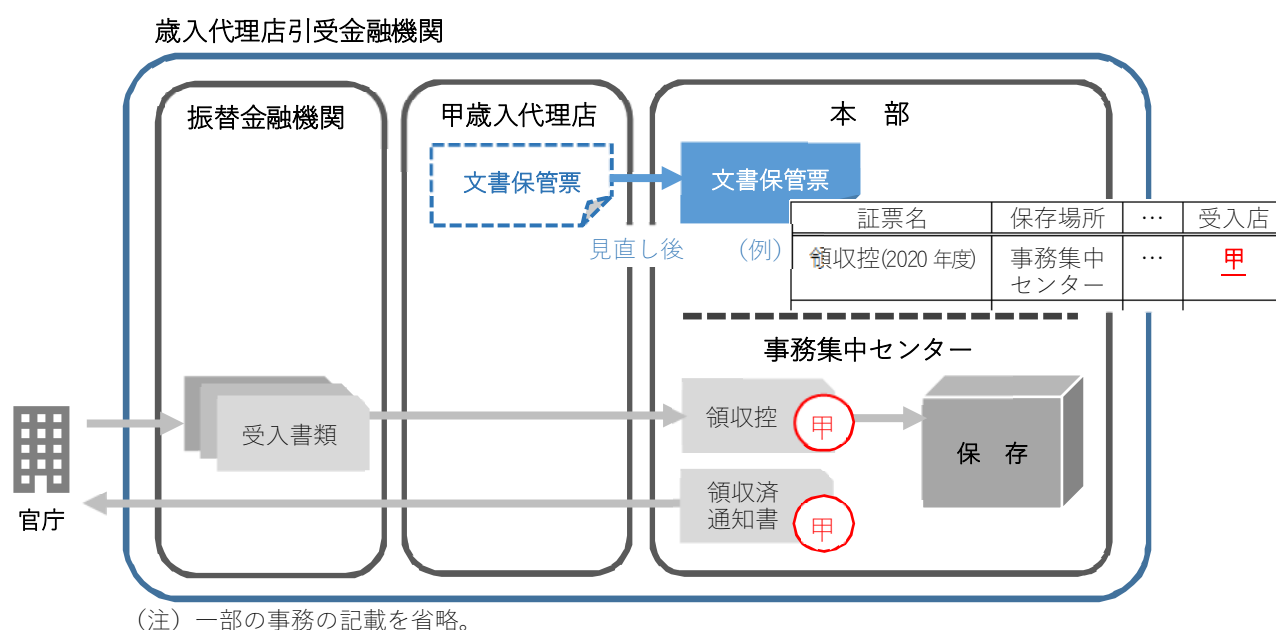 歳入代理店引受金融機関
振替金融機関
甲歳入代理店
本 部
文書保管票
文書保管票
見直し後
(例)
証票名 保存場所 … 受入店
領収控(2020 年度) 事務集中 … 甲
センター
事務集中センター
受入書類
領収控
甲
保 存
領収済
通知書
甲
官庁
(注)一部の事務の記載を省略。